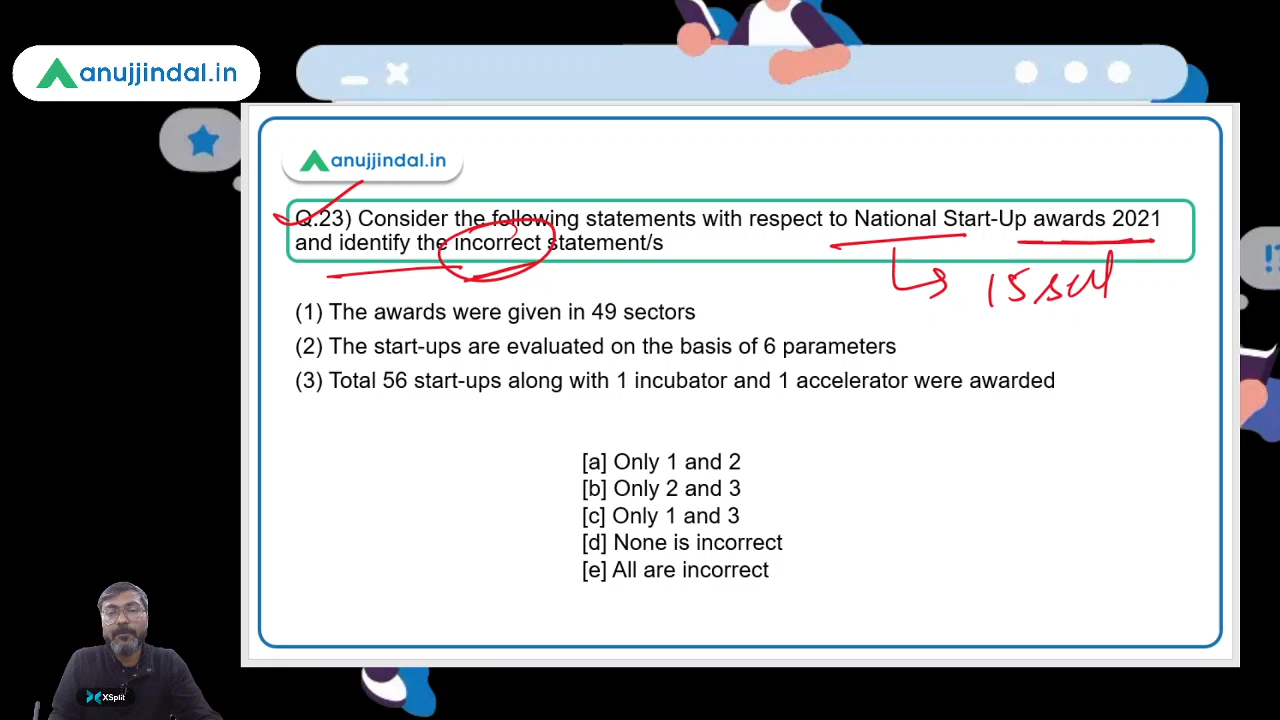 anujjindal.in
anujjindal.in
Q.23) Consider the following statements with respect to National Start-Up awards 2021
and identify the incorrect statement/s
(1) The awards were given in 49 sectors
(2) The start-ups are evaluated on the basis of 6 parameters
(3) Total 56 start-ups along with 1 incubator and 1 accelerator were awarded
[a] Only 1 and 2
[b] Only 2 and 3
[c] Only 1 and 3
[d] None is incorrect
[e] All are incorrect
XSplit